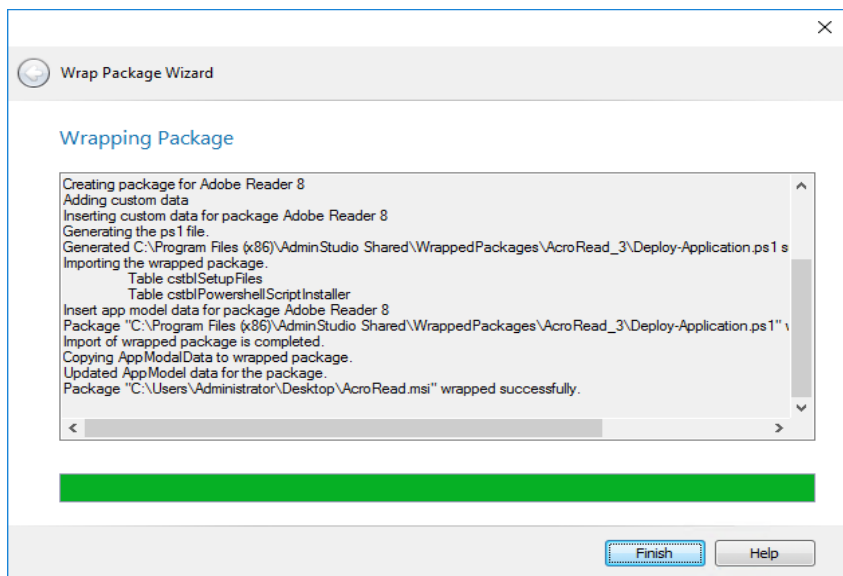 Wrap Package Wizard
Wrapping Package
Creating package for Adobe Reader 8
Adding custom data
Inserting custom data for package Adobe Reader 8
Generating the ps1 file.
Generated C:\Program Files (x86)\AdminStudio Shared\WrappedPackages\AcroRead_3\Deploy-Application.ps1 s
Importing the wrapped package.
Table cstblSetupFiles
Table cstblPowershellScriptInstaller
Insert app model data for package Adobe Reader 8
Package "C:\Program Files (x86)\AdminStudio Shared\WrappedPackages\AcroRead_3\Deploy-Application.ps1"
Import of wrapped package is completed.
Copying AppModalData to wrapped package.
Updated AppModel data for the package.
Package "C:\Users\Administrator\Desktop\AcroRead.msi" wrapped successfully.
Finish
Help